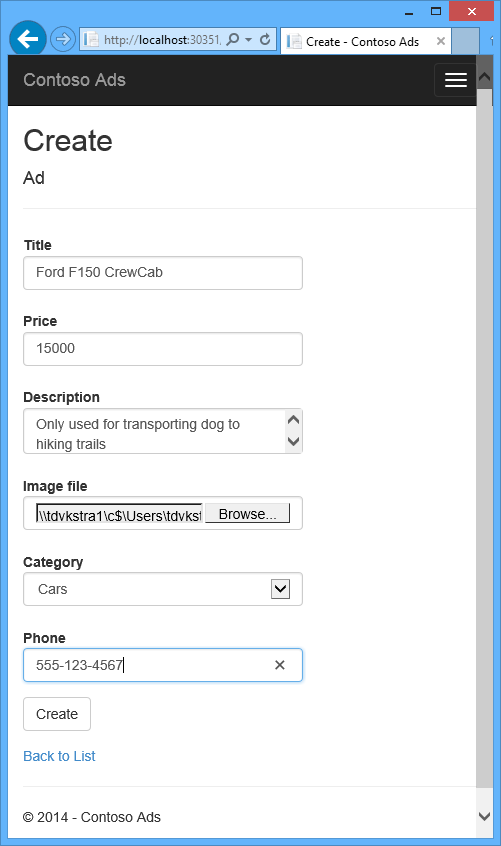 http://localhost:30351,
Create - Contoso Ads
Contoso Ads
Create
Ad
Title
Ford F150 CrewCab
Price
15000
Description
Only used for transporting dog to
hiking trails
Image file
\\tdvkstra1\c$\Users\tdvkst
Browse...
Category
Cars
Phone
555-123-4567
Create
Back to List
© 2014 - Contoso Ads